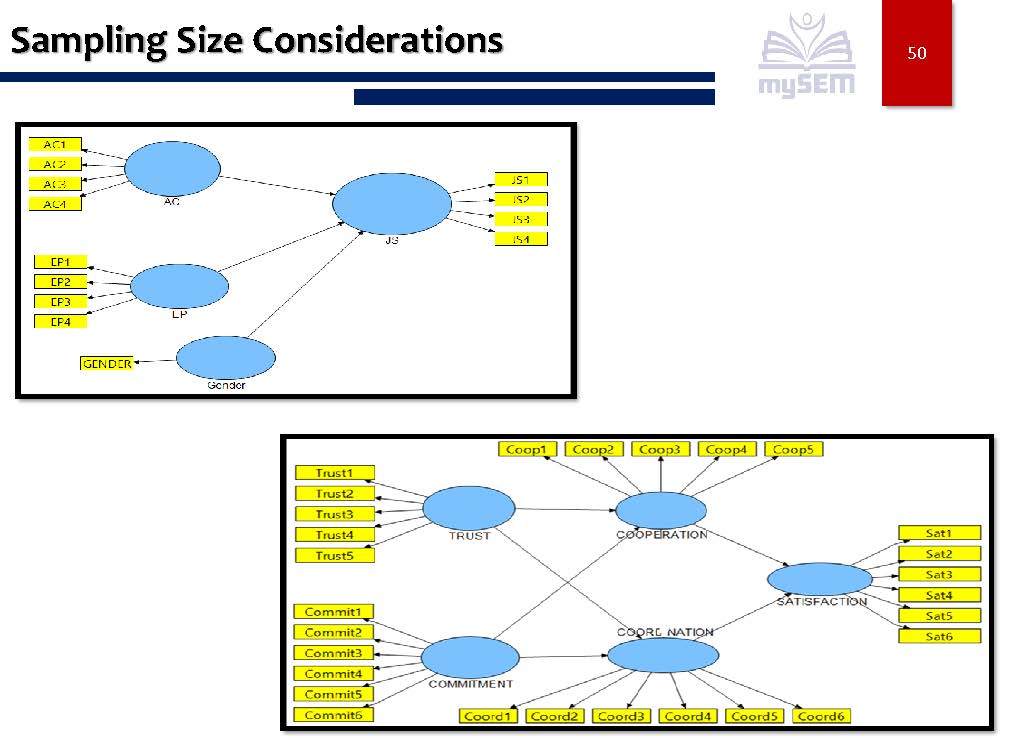 Sampling Size Considerations
mySEM
50
AC1
AC2
AC3
AC4
AC
JS1
JS2
JS3
JS4
JS
EP1
EP2
EP3
EP4
EP
GENDER
Gender
Coop1
Coop2
Coop3
Coop4
Coop5
Trust1
Trust2
Trust3
Trust4
Trust5
TRUST
COOPERATION
Sat1
Sat2
Sat3
Sat4
Sat5
Sat6
SATISFACTION
Commit1
Commit2
Commit3
Commit4
Commit5
Commit6
COMMITMENT
COORDINATION
Coord1
Coord2
Coord3
Coord4
Coord5
Coord6